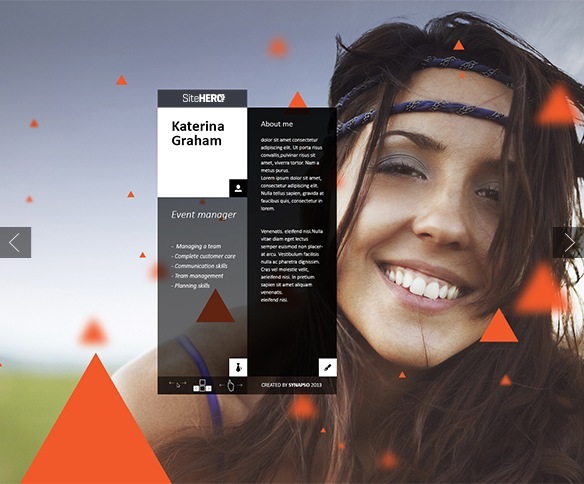 SiteHERO
Katerina
Graham
Event manager
- Managing a team
- Complete customer care
- Communication skills
- Team management
- Planning skills
About me
dolor sit amet consectetur
adipiscing elit. Ut porta risus
convallis,pulvinar risus sit
amet, viverra tortor. Nam a
metus purus.
Lorem ipsum dolor sit amet,
consectetur adipiscing elit.
Nulla tellus sapien, gravida at
faucibus quis, consectetur in
lorem.
Venenatis. eleifend nisi.Nulla
vitae diam eget lectus
semper euismod non placer-
at arcu. Vestibulum facilisis
nulla ac pharetra dignissim.
Cras vel molestie velit,
aeleifend nisi. In pretium
sapien sit amet aliquam
venenatis.
eleifend nisi.
CREATED BY SYNAPSO 2013